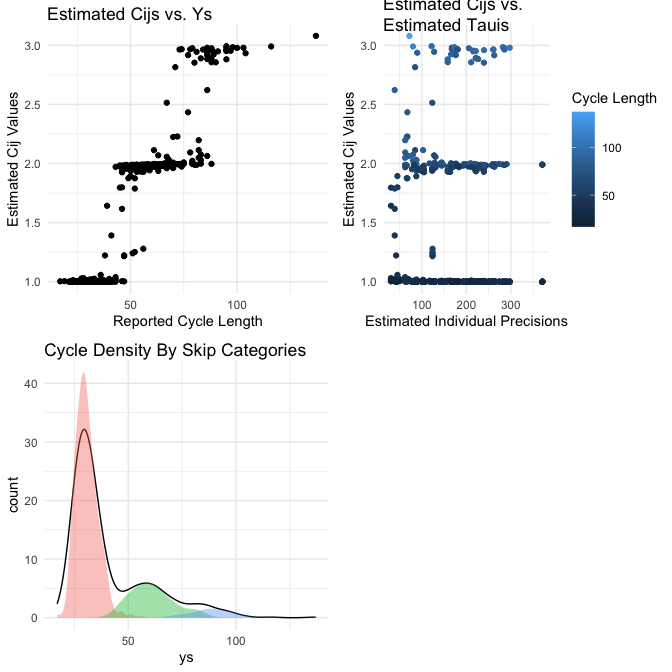 Estimated Cijs vs. Ys
3.0
2.5
2.0
1.5
1.0
Estimated Cij Values
50
100
Reported Cycle Length
Estimated Cijs vs.
Estimated Tauis
3.0
2.5
2.0
1.5
1.0
Estimated Cij Values
100
200
300
Estimated Individual Precisions
Cycle Length
100
50
Cycle Density By Skip Categories
40
30
20
10
0
count
50
100
ys